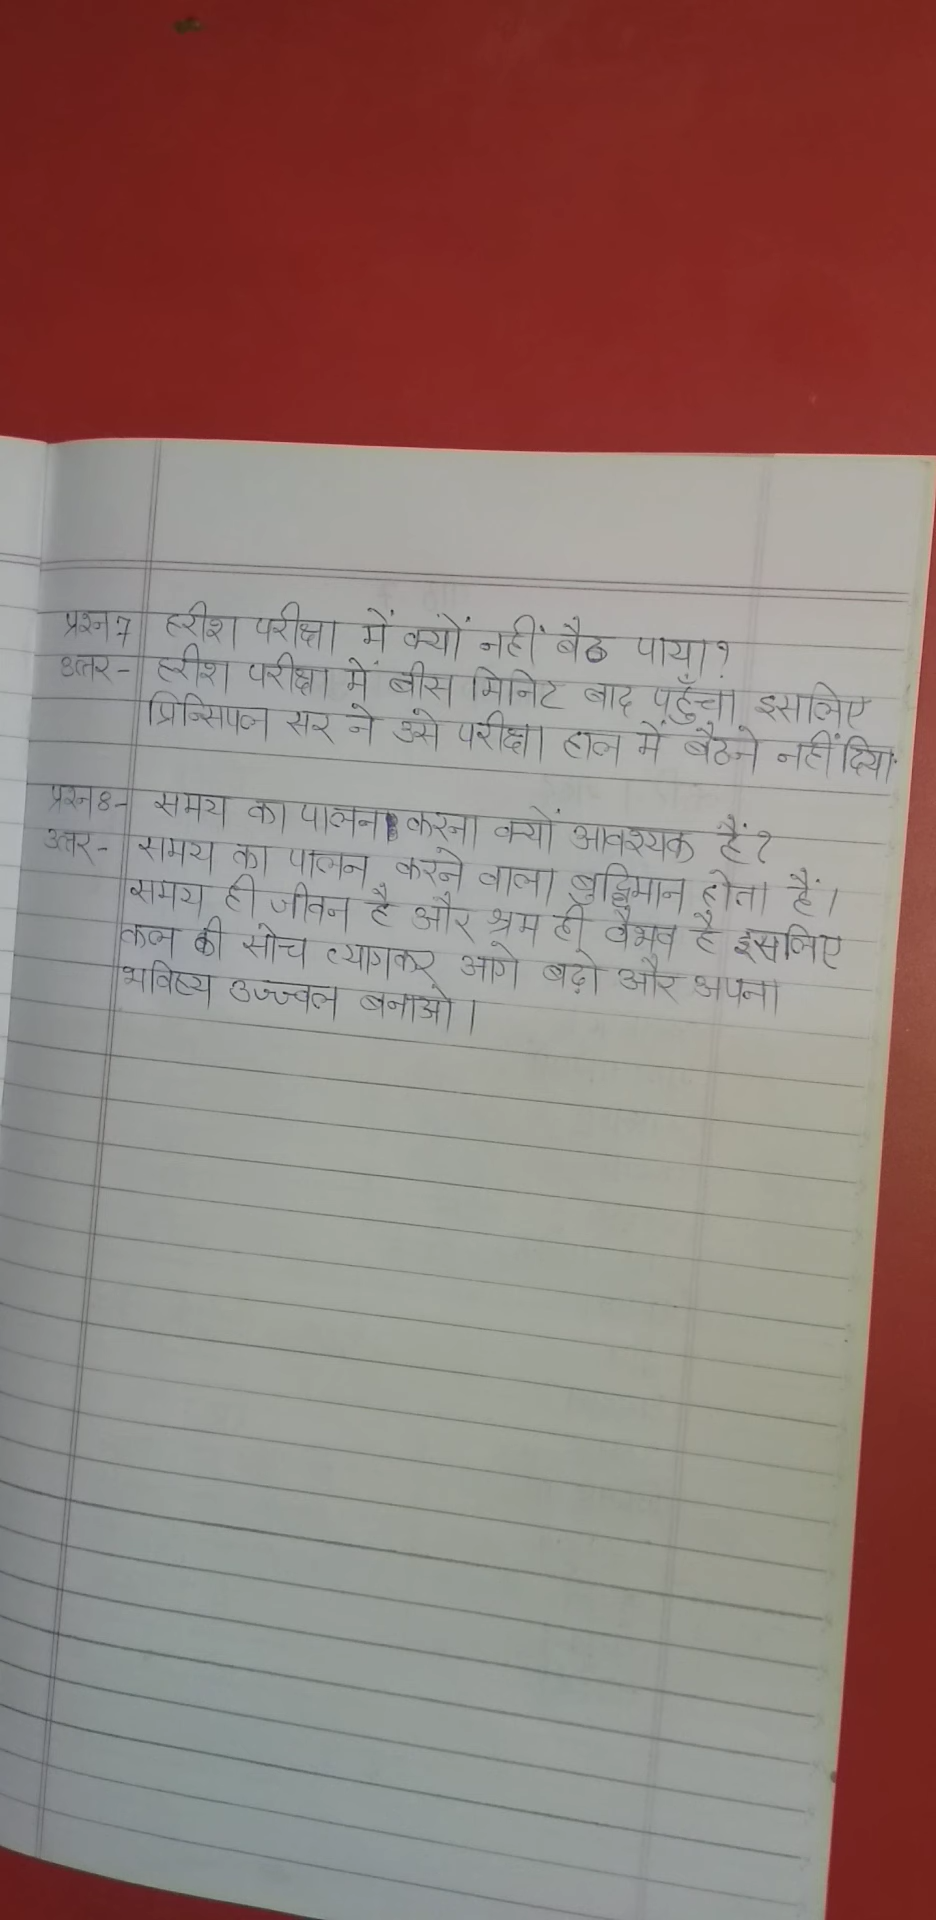 प्रश्न7 हरीश परीक्षा में क्यों नहीं बैठ पाया?
उत्तर- हरीश परीक्षा में बीस मिनिट बाद पहुँचा इसलिए
प्रिन्सिपल सर ने उसे परीक्षा हाल में बैठने नहीं दिया
प्रश्न8- समय का पालन करना क्यों आवश्यक हैं?
उत्तर- समय का पालन करने वाला बुद्धिमान होता हैं।
समय ही जीवन है और श्रम ही वैभव है इसलिए
कल की सोच त्यागकर आगे बढ़ो और अपना
भविष्य उज्ज्वल बनाओ।